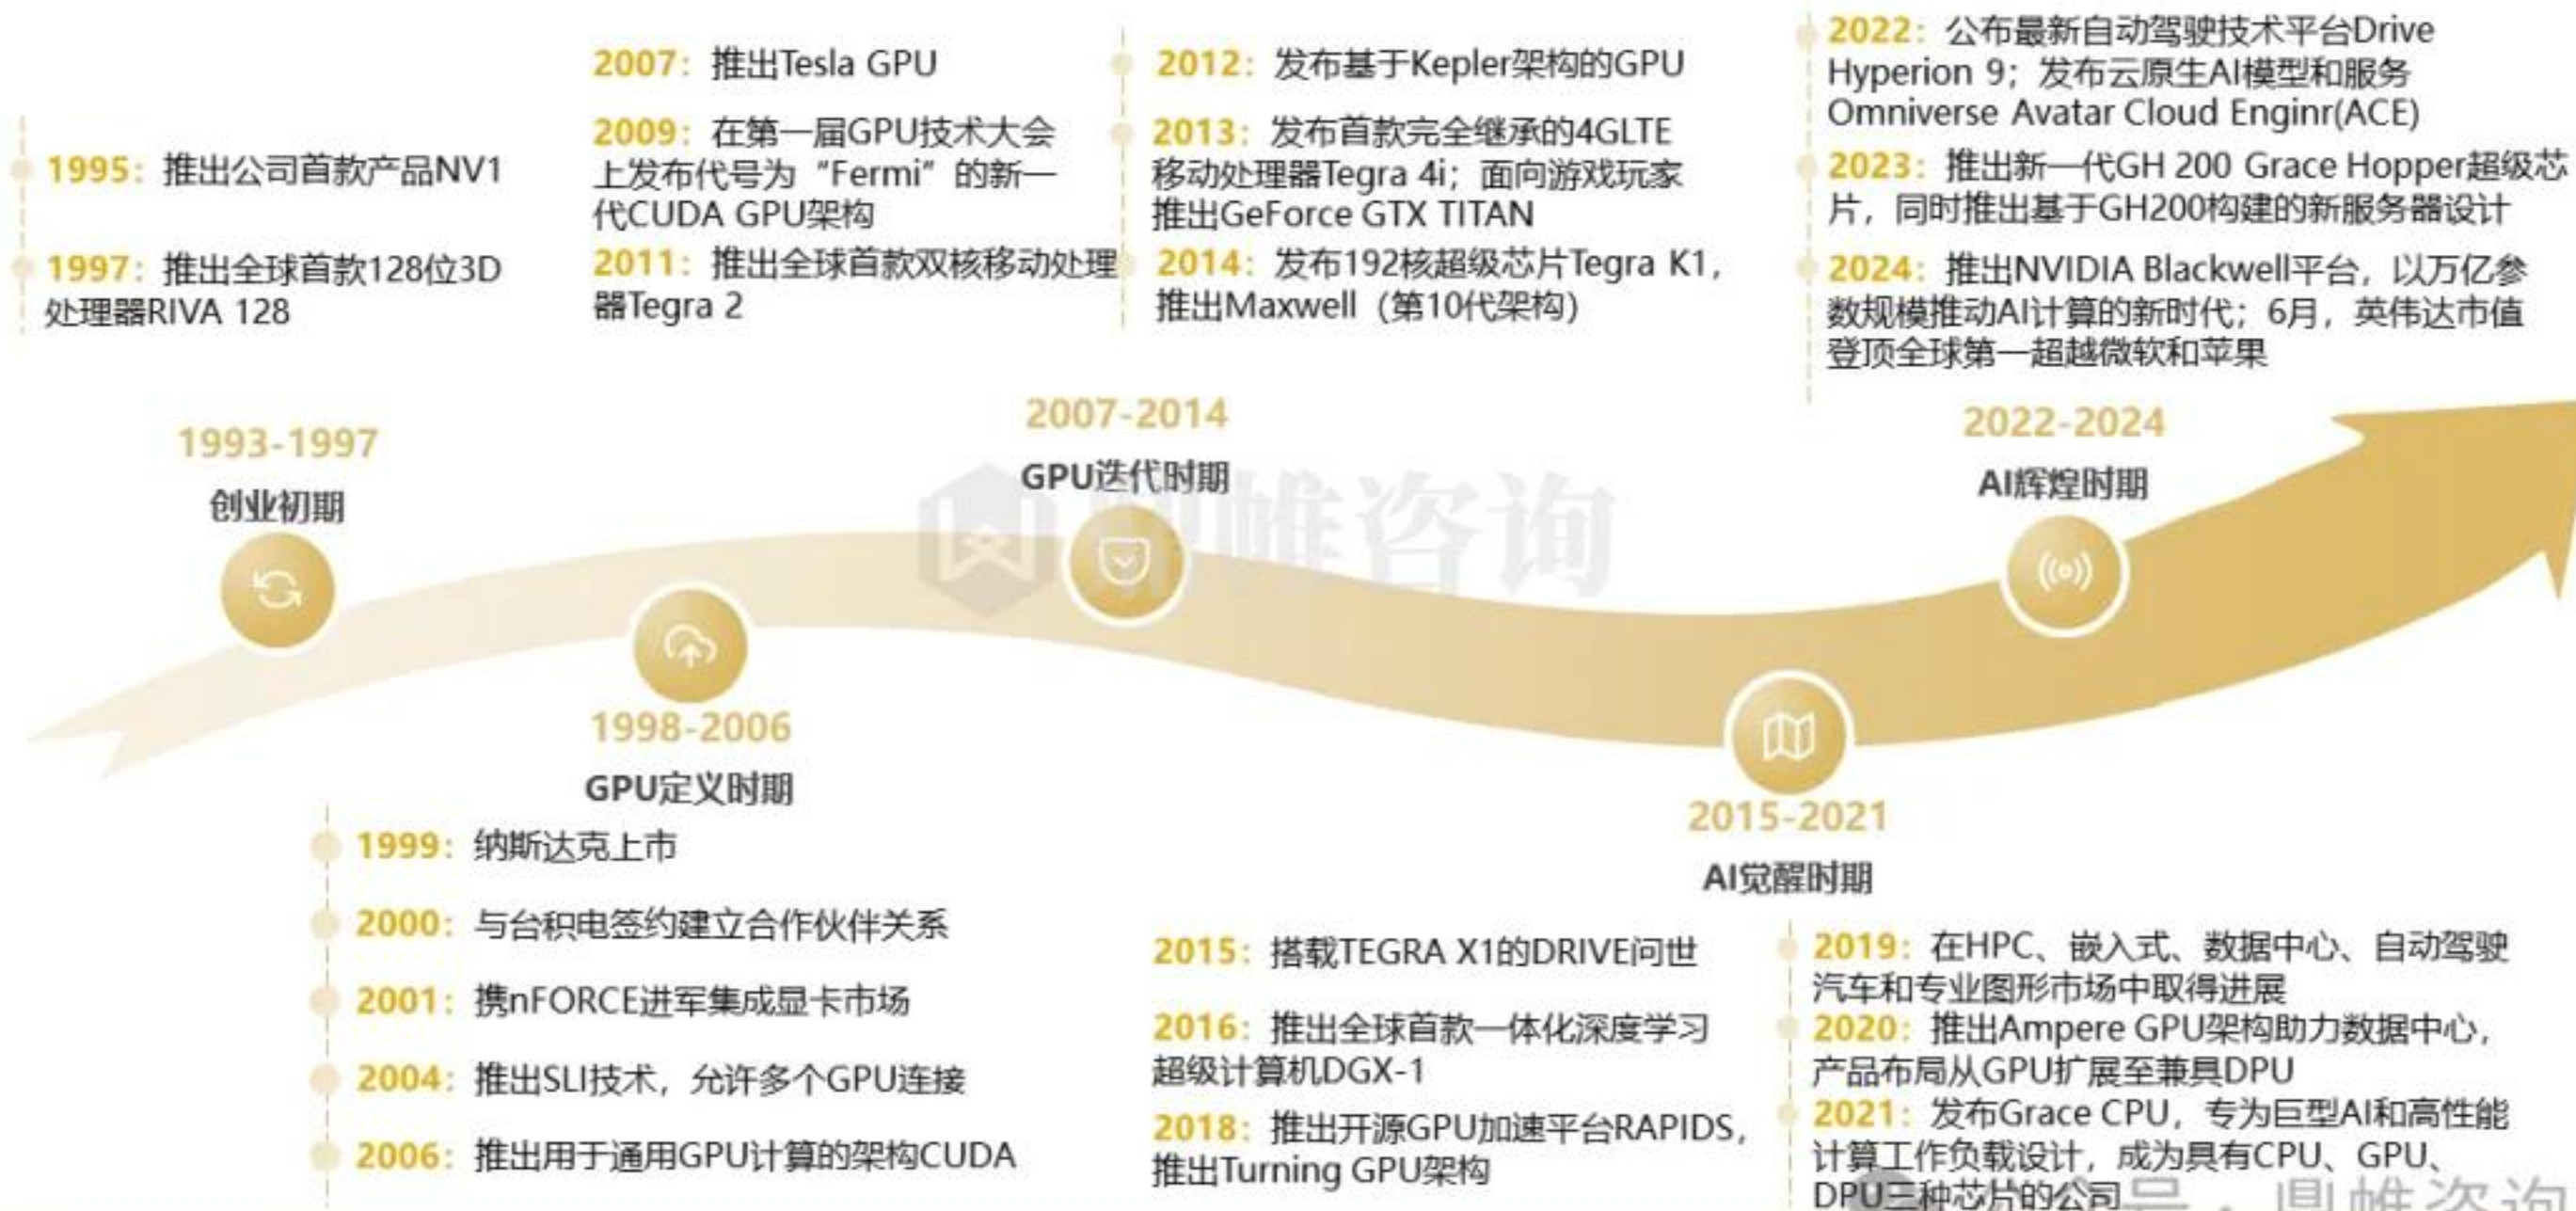 1995：推出公司首款产品NV1
1997：推出全球首款128位3D
处理器RIVA 128
2007：推出Tesla GPU
2009：在第一届GPU技术大会
上发布代号为“Fermi”的新一
代CUDA GPU架构
2011：推出全球首款双核移动处理
器Tegra 2
2012：发布基于Kepler架构的GPU
2013：发布首款完全继承的4GLTE
移动处理器Tegra 4i；面向游戏玩家
推出GeForce GTX TITAN
2014：发布192核超级芯片Tegra K1，
推出Maxwell（第10代架构）
2022：公布最新自动驾驶技术平台Drive
Hyperion 9；发布云原生AI模型和服务
Omniverse Avatar Cloud Enginr(ACE)
2023：推出新一代GH 200 Grace Hopper超级芯
片，同时推出基于GH200构建的新服务器设计
2024：推出NVIDIA Blackwell平台，以万亿参
数规模推动AI计算的新时代；6月，英伟达市值
登顶全球第一超越微软和苹果
1993-1997
创业初期
2007-2014
GPU迭代时期
2022-2024
AI辉煌时期
鼎帷咨询
1998-2006
GPU定义时期
2015-2021
AI觉醒时期
1999：纳斯达克上市
2000：与台积电签约建立合作伙伴关系
2001：携nFORCE进军集成显卡市场
2004：推出SLI技术，允许多个GPU连接
2006：推出用于通用GPU计算的架构CUDA
2015：搭载TEGRA X1的DRIVE问世
2016：推出全球首款一体化深度学习
超级计算机DGX-1
2018：推出开源GPU加速平台RAPIDS，
推出Turning GPU架构
2019：在HPC、嵌入式、数据中心、自动驾驶
汽车和专业图形市场中取得进展
2020：推出Ampere GPU架构助力数据中心，
产品布局从GPU扩展至兼具DPU
2021：发布Grace CPU，专为巨型AI和高性能
计算工作负载设计，成为具有CPU、GPU、
DPU三种芯片的公司
号·鼎帷咨询